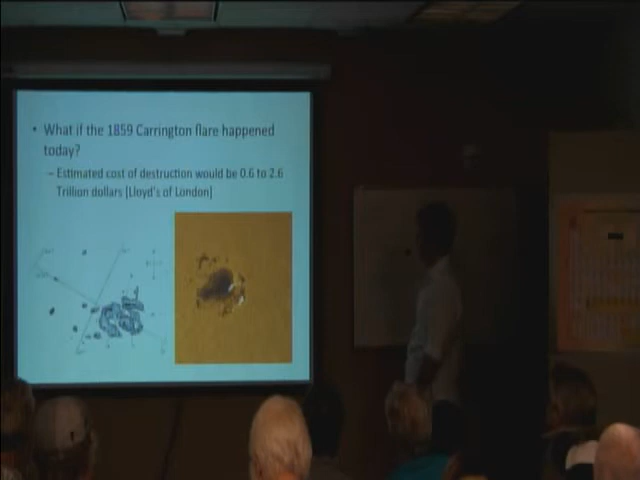 • What if the 1859 Carrington flare happened
today?
– Estimated cost of destruction would be 0.6 to 2.6
Trillion dollars [Lloyd's of London]